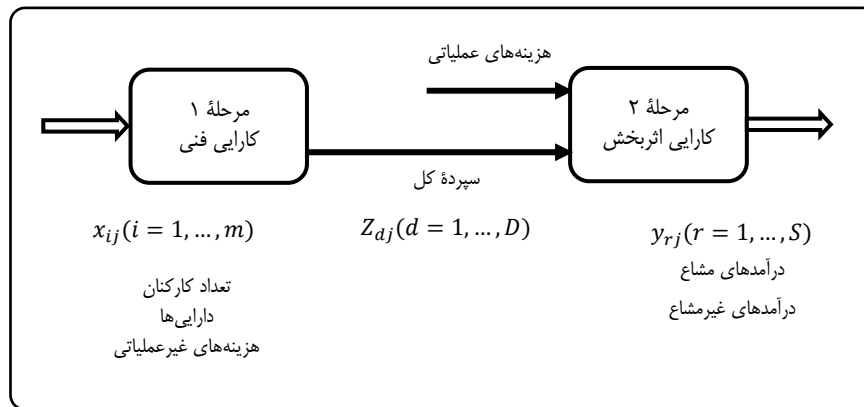 هزینه‌های عملیاتی
مرحلهٔ ۱
کارایی فنی
مرحلهٔ ۲
کارایی اثربخش
سپردهٔ کل
x_{ij}(i = 1, … , m)
Z_{dj}(d = 1, … , D)
y_{rj}(r = 1, … , S)
تعداد کارکنان
دارایی‌ها
هزینه‌های غیرعملیاتی
درآمدهای مشاع
درآمدهای غیرمشاع